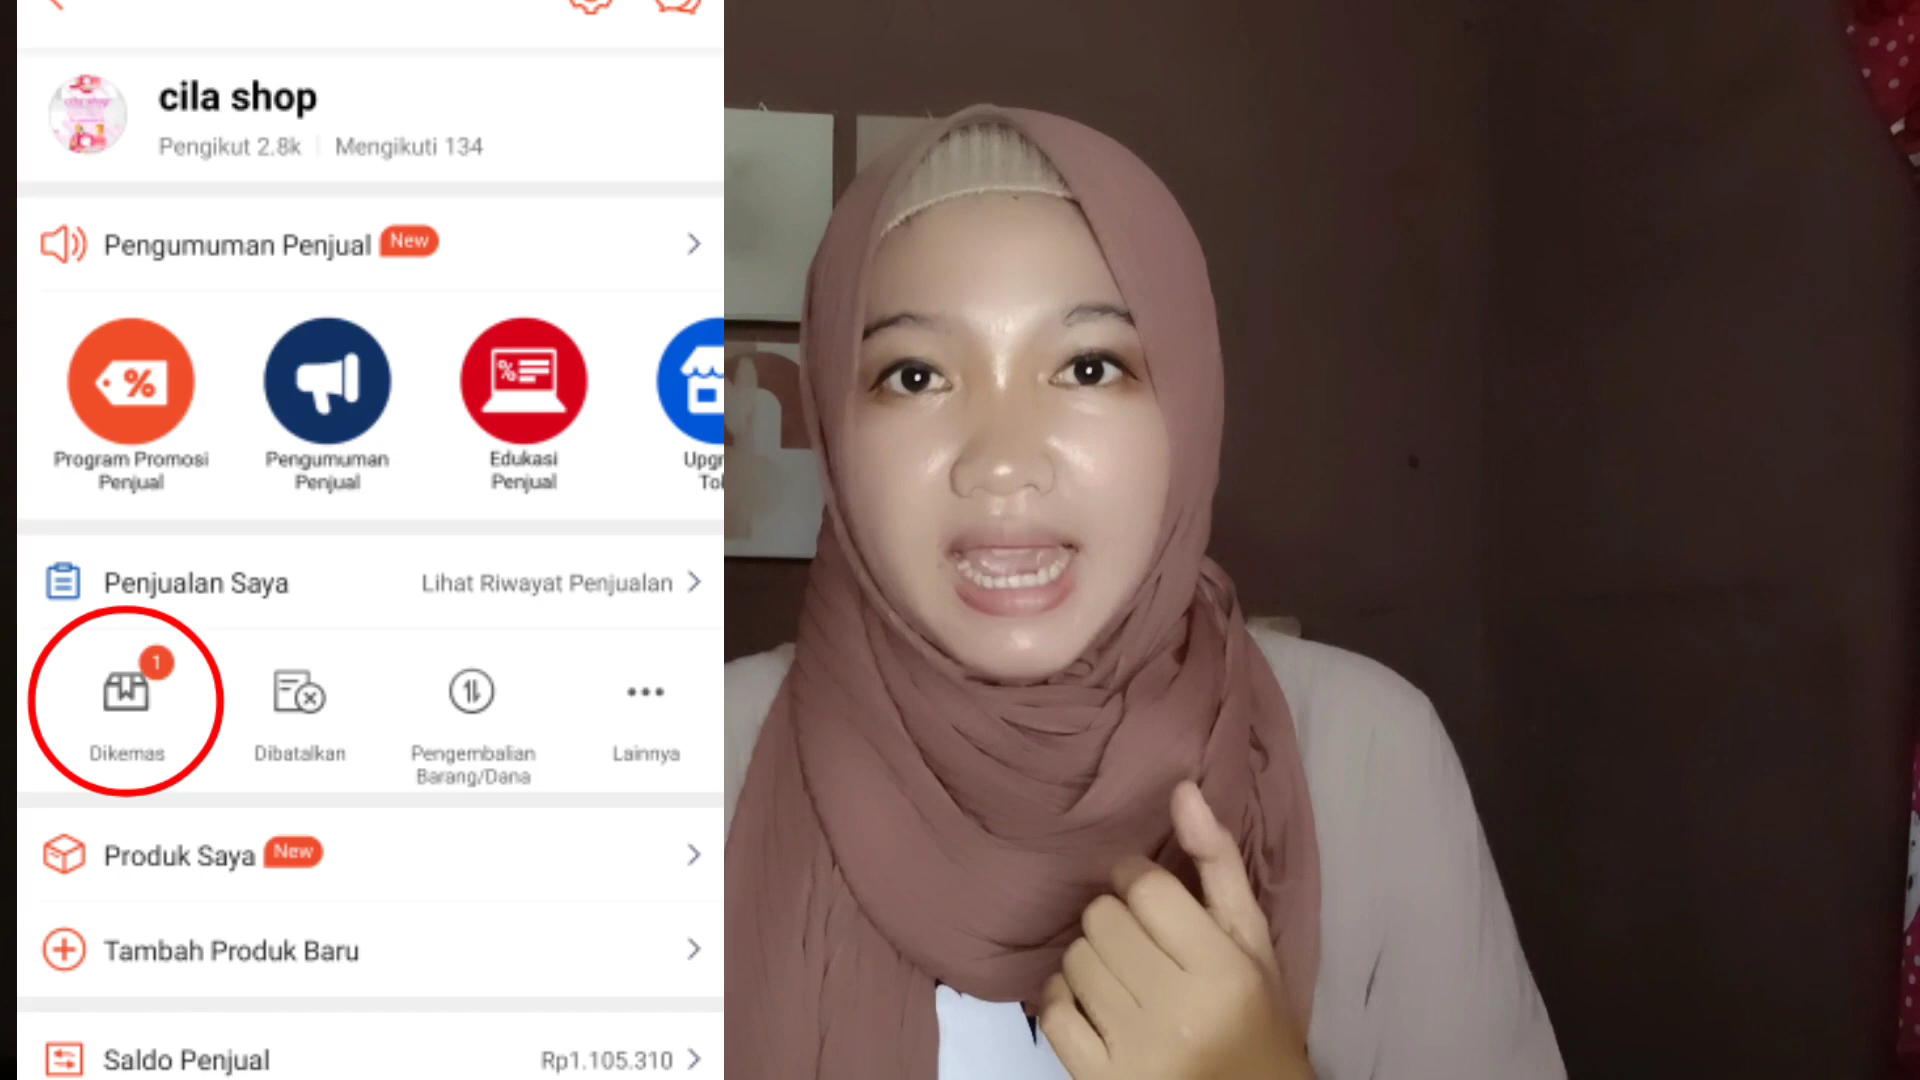 cila shop
Pengikut 2.8k Mengikuti 134
Pengumuman Penjual New
Program Promosi Penjual
Pengumuman Penjual
Edukasi Penjual
Penjualan Saya Lihat Riwayat Penjualan
1
Dikemas
Dibatalkan
Pengembalian Barang/Dana
Lainnya
Produk Saya New
Tambah Produk Baru
Saldo Penjual Rp1.105.310